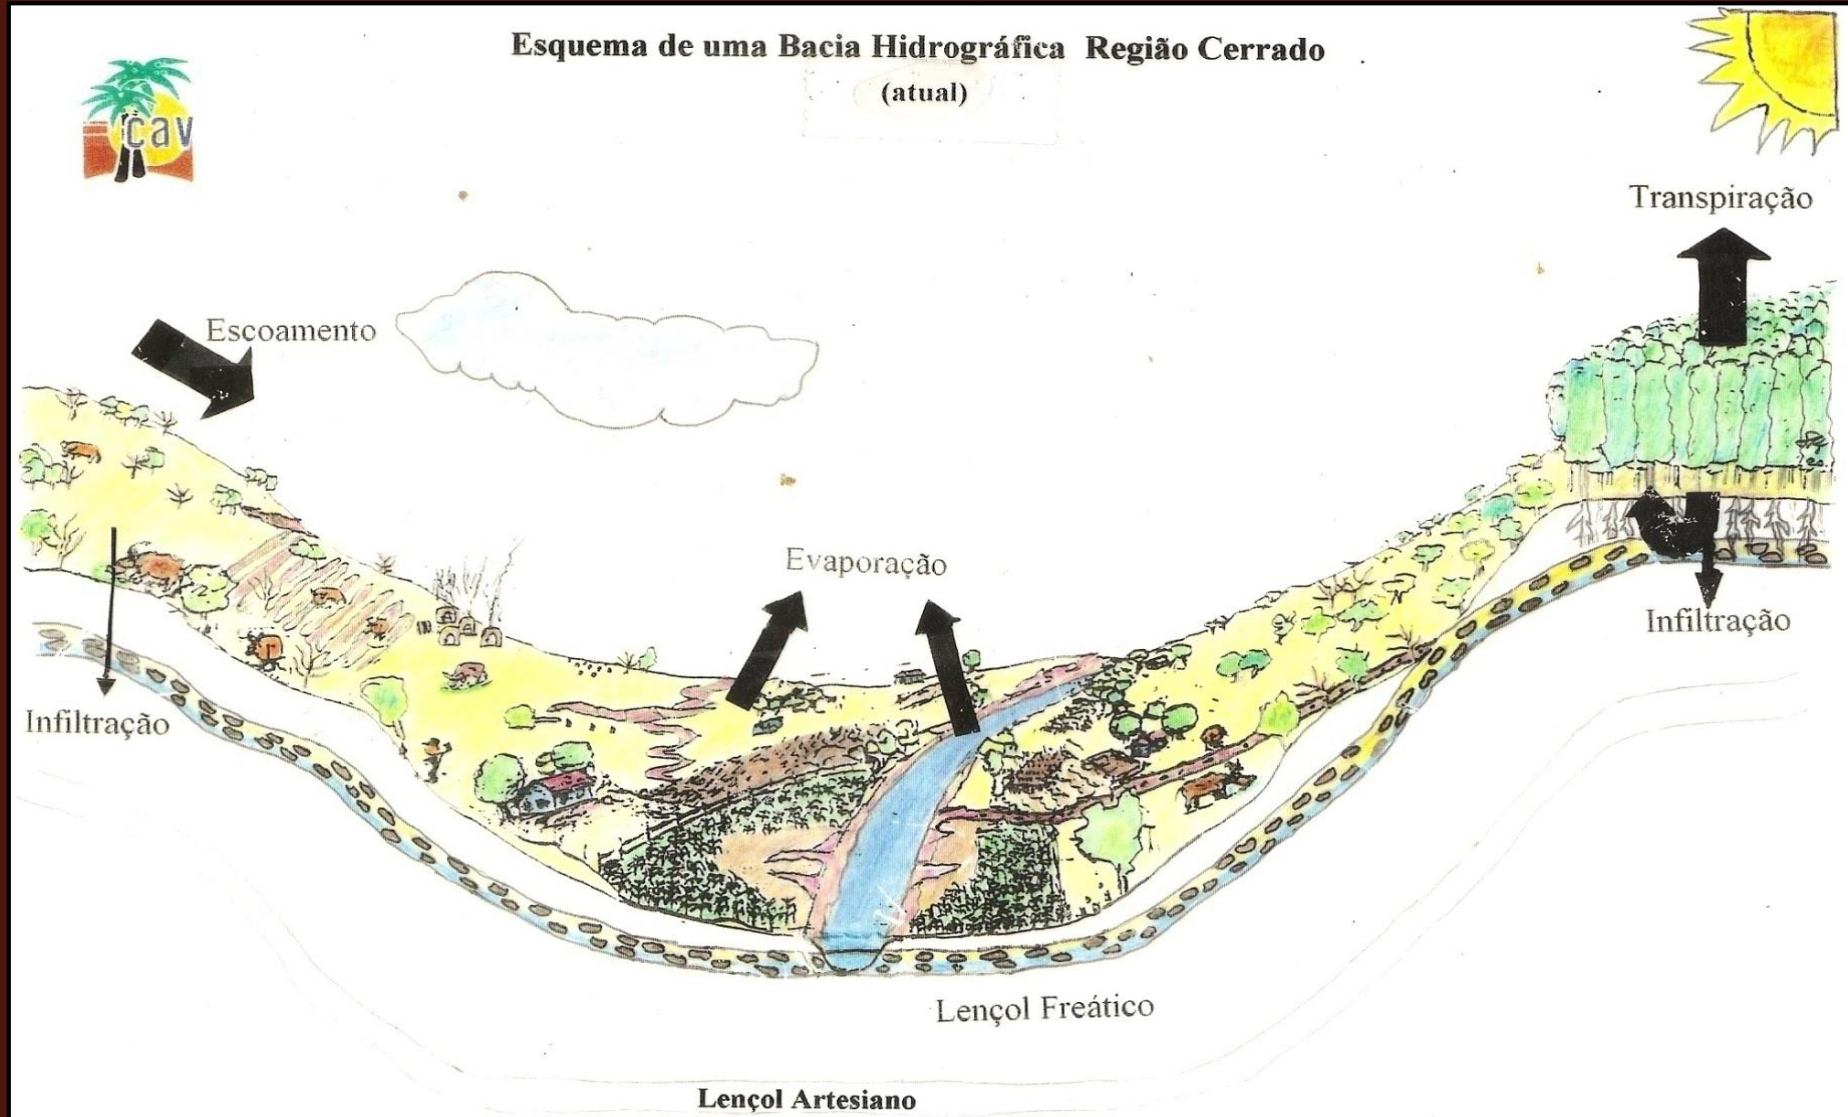 Esquema de uma Bacia Hidrográfica Região Cerrado
(atual)
cav
Transpiração
Escoamento
Evaporação
Infiltração
Infiltração
Lençol Freático
Lençol Artesiano